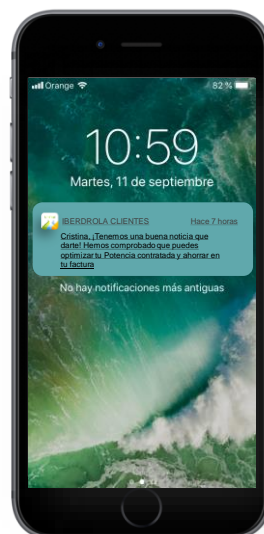 Orange
82 %
10:59
Martes, 11 de septiembre
IBERDROLA CLIENTES Hace 7 horas
Cristina, ¡Tenemos una buena noticia que
darte! Hemos comprobado que puedes
optimizar tu Potencia contratada y ahorrar en
tu factura
No hay notificaciones más antiguas